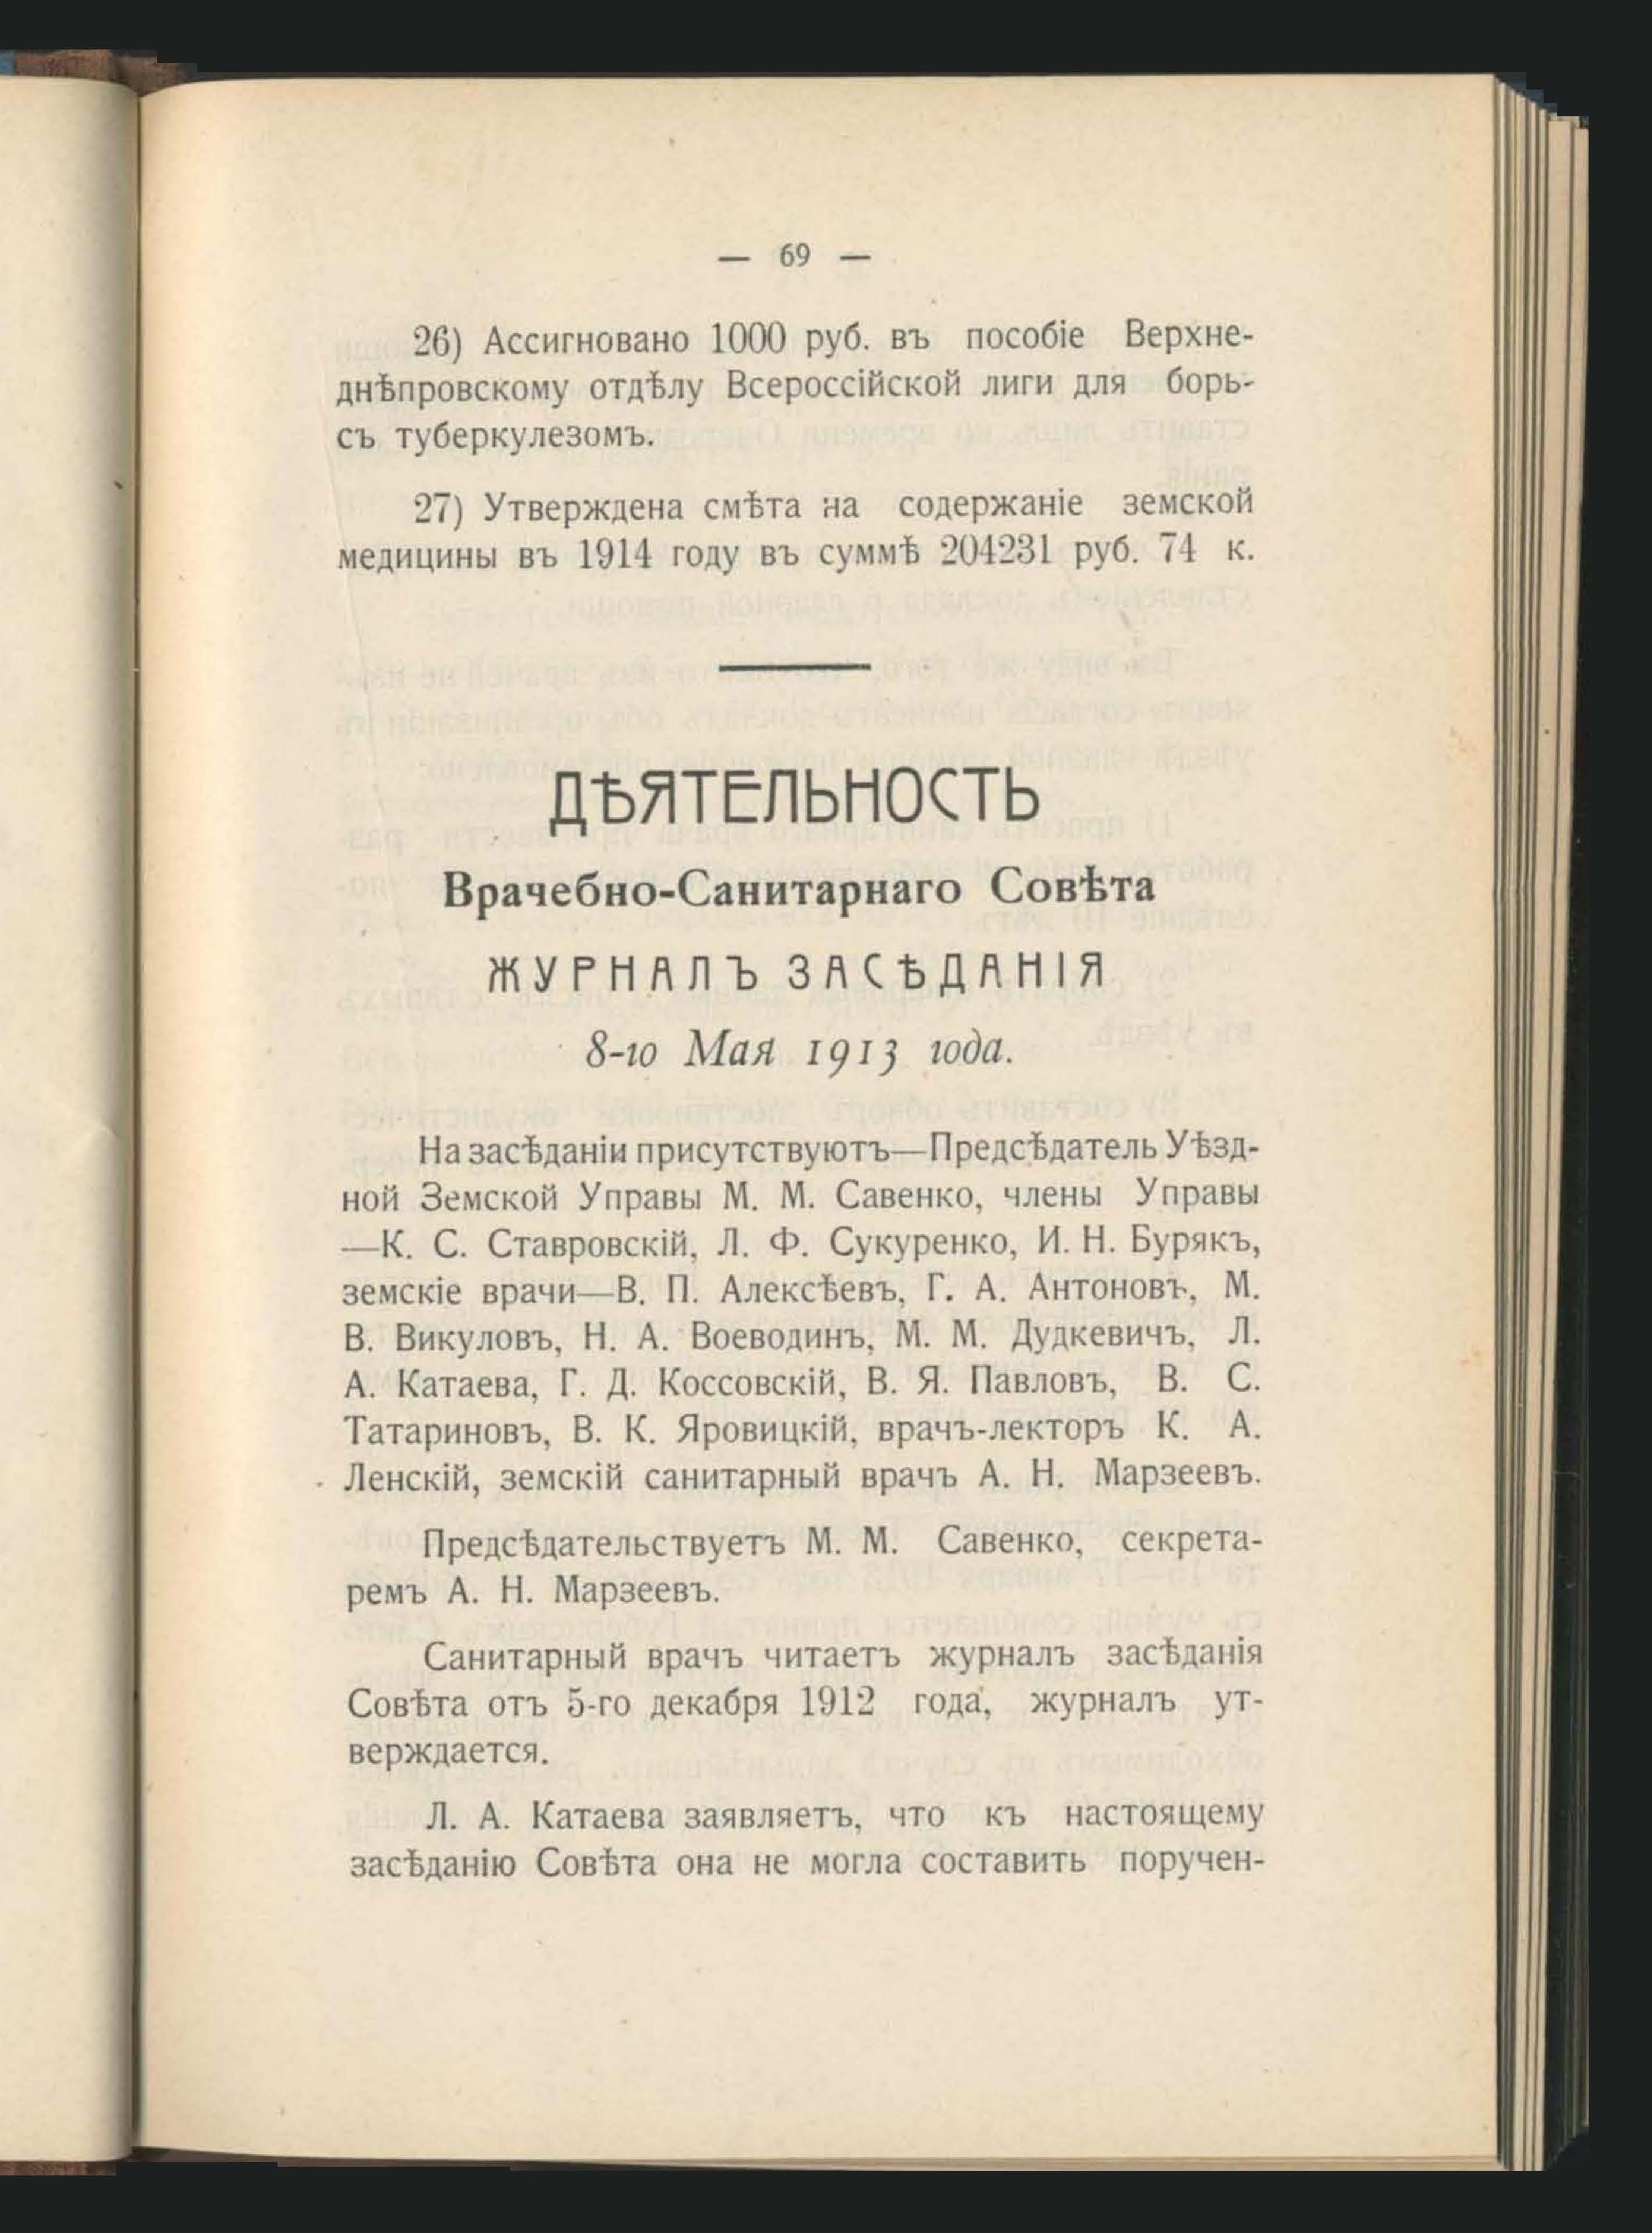 — 69 —
26) Ассигновано 1000 руб. въ пособіе Верхне-
днѣпровскому отдѣлу Всероссійской лиги для борь-
съ туберкулезомъ.
27) Утверждена смѣта на содержаніе земской
медицины въ 1914 году въ суммѣ 204231 руб. 74 к.
ДѢЯТЕЛЬНОСТЬ
Врачебно-Санитарнаго Совѣта
ЖУРНАЛЪ ЗАСѢДАНІЯ
8-го Мая 1913 года.
На засѣданіи присутствуютъ—Предсѣдатель Уѣзд-
ной Земской Управы М. М. Савенко, члены Управы
—К. С. Ставровскій, Л. Ф. Сукуренко, И. Н. Бурякъ,
земскіе врачи—В. П. Алексѣевъ, Г. А. Антоновъ, М.
В. Викуловъ, Н. А. Воеводинъ, М. М. Дудкевичъ, Л.
А. Катаева, Г. Д. Коссовскій, В. Я. Павловъ, В. С.
Татариновъ, В. К. Яровицкій, врачъ-лекторъ К. А.
Ленскій, земскій санитарный врачъ А. Н. Марзеевъ.
Предсѣдательствуетъ М. М. Савенко, секрета-
ремъ А. Н. Марзеевъ.
Санитарный врачъ читаетъ журналъ засѣданія
Совѣта отъ 5-го декабря 1912 года, журналъ ут-
верждается.
Л. А. Катаева заявляетъ, что къ настоящему
засѣданію Совѣта она не могла составить поручен-